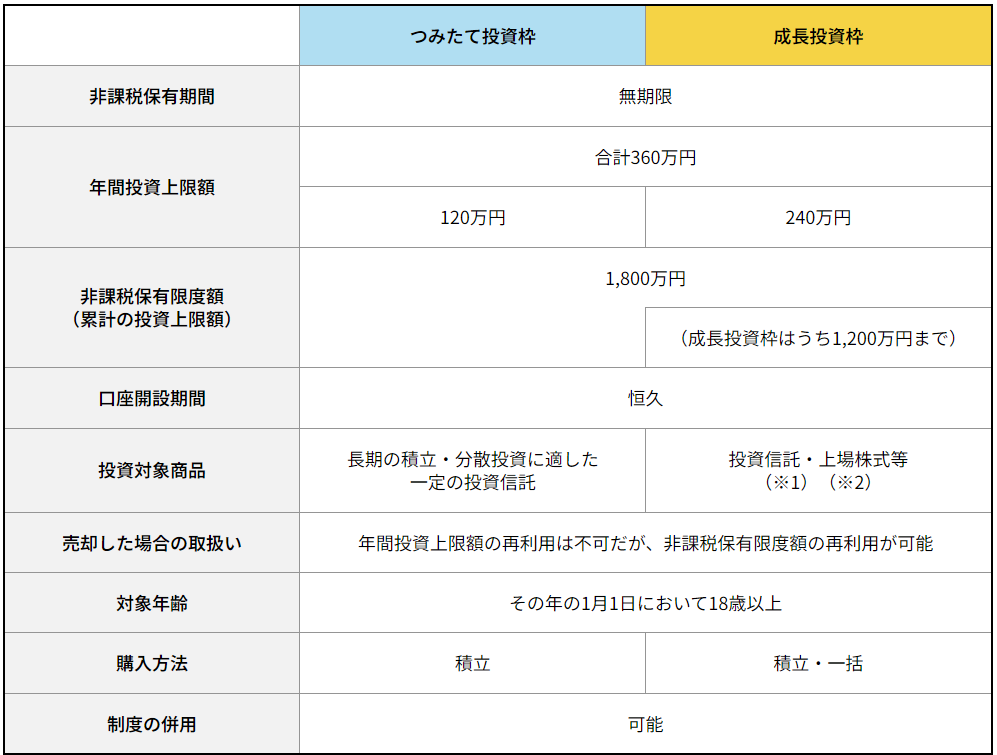 つみたて投資枠
成長投資枠
非課税保有期間
無期限
年間投資上限額
合計360万円
120万円
240万円
非課税保有限度額
（累計の投資上限額）
1,800万円
（成長投資枠はうち1,200万円まで）
口座開設期間
恒久
投資対象商品
長期の積立・分散投資に適した
一定の投資信託
投資信託・上場株式等
（※1）（※2）
売却した場合の取扱い
年間投資上限額の再利用は不可だが、非課税保有限度額の再利用が可能
対象年齢
その年の1月1日において18歳以上
購入方法
積立
積立・一括
制度の併用
可能